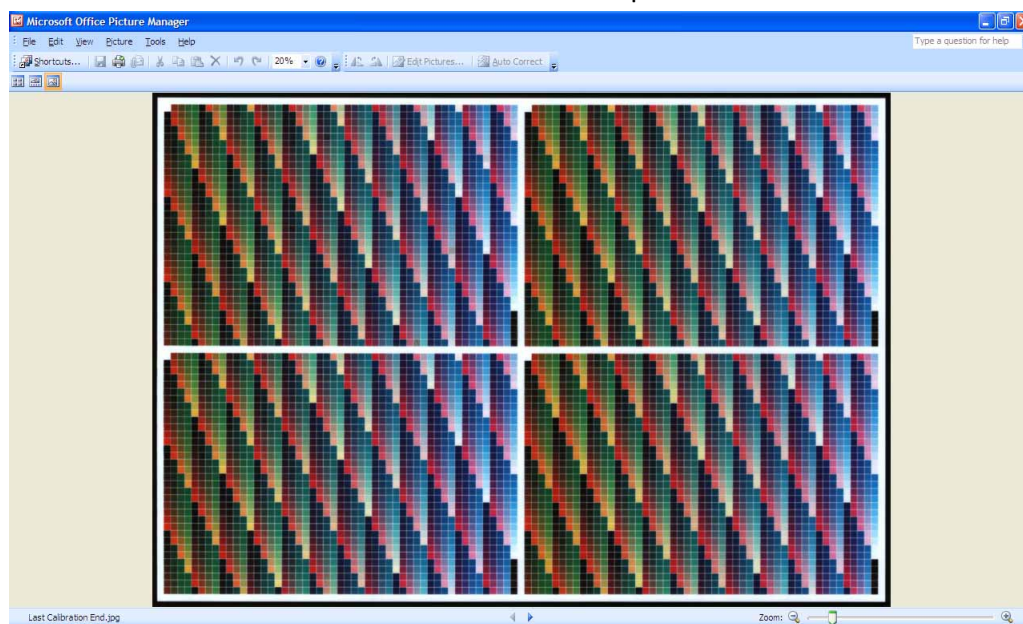 Microsoft Office Picture Manager
File Edit View Picture Tools Help
Type a question for help
Shortcuts... 20% Edit Pictures... Auto Correct
Last Calibration End.jpg
Zoom: